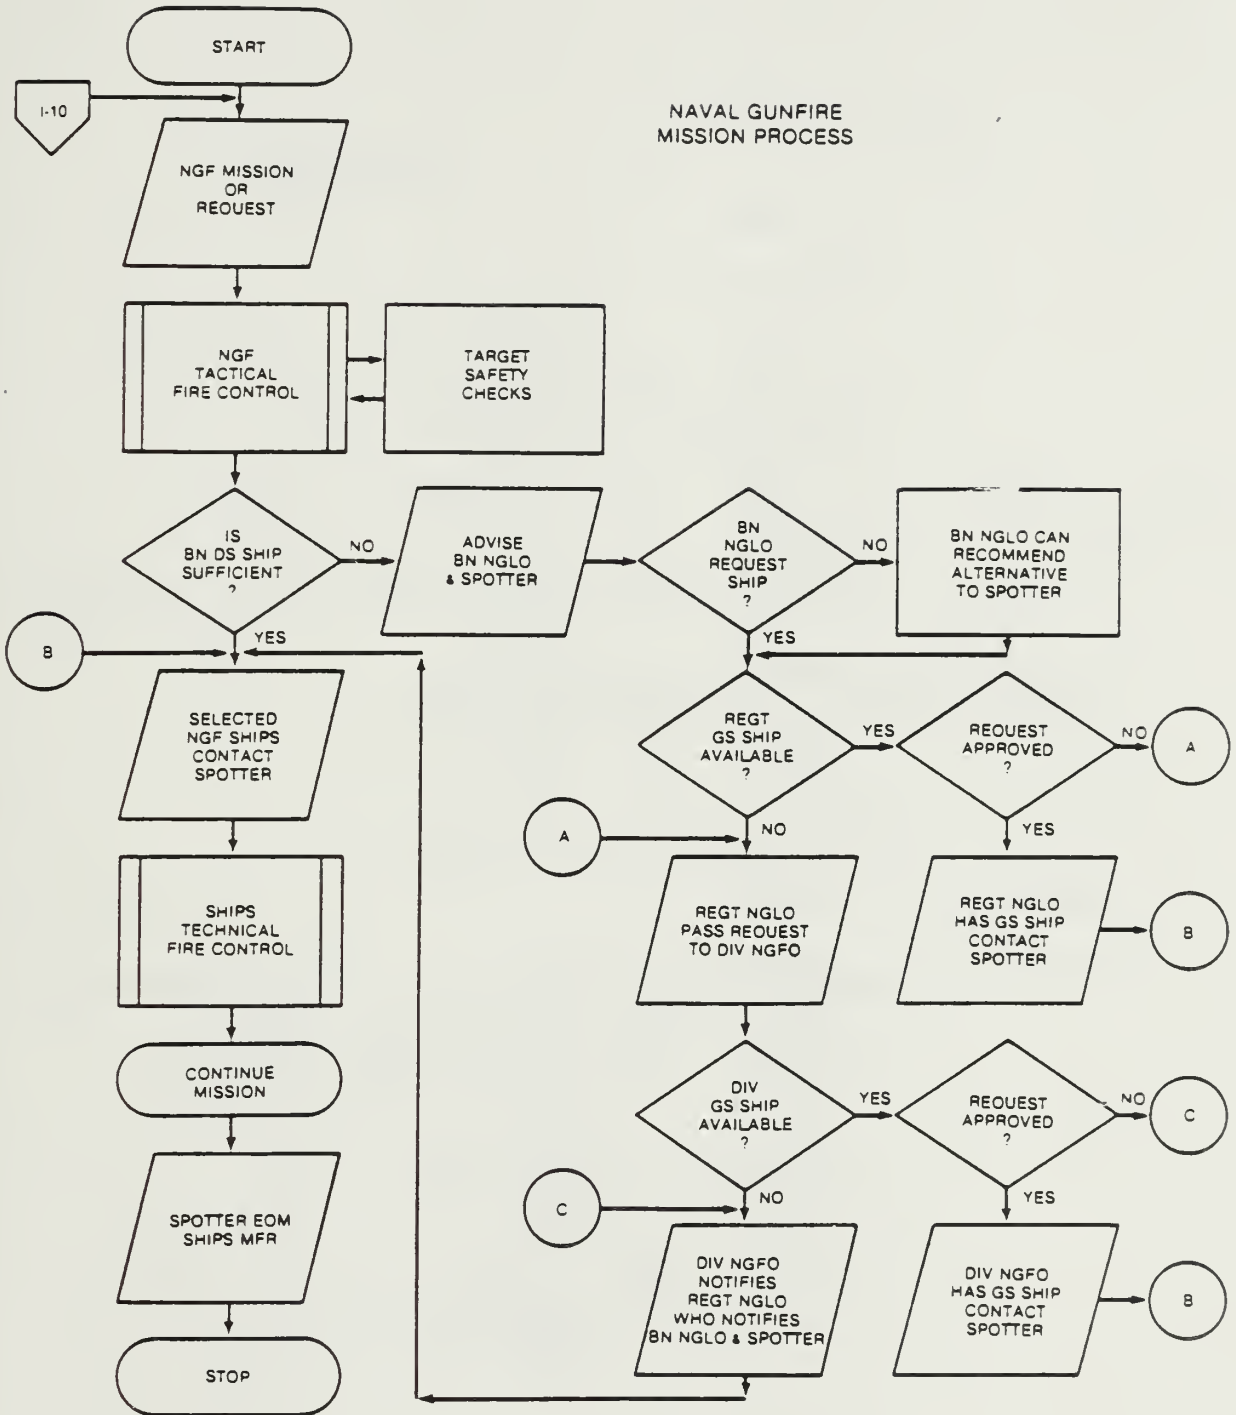 START
I-10
NAVAL GUNFIRE
MISSION PROCESS
NGF MISSION
OR
REQUEST
NGF
TACTICAL
FIRE CONTROL
TARGET
SAFETY
CHECKS
IS
BN DS SHIP
SUFFICIENT
?
NO
ADVISE
BN NGLO
& SPOTTER
BN
NGLO
REQUEST
SHIP
?
NO
BN NGLO CAN
RECOMMEND
ALTERNATIVE
TO SPOTTER
YES
YES
B
SELECTED
NGF SHIPS
CONTACT
SPOTTER
REGT
GS SHIP
AVAILABLE
?
YES
REQUEST
APPROVED
?
NO
A
A
NO
YES
SHIPS
TECHNICAL
FIRE CONTROL
REGT NGLO
PASS REQUEST
TO DIV NGFO
REGT NGLO
HAS GS SHIP
CONTACT
SPOTTER
B
CONTINUE
MISSION
DIV
GS SHIP
AVAILABLE
?
YES
REQUEST
APPROVED
?
NO
C
C
NO
YES
SPOTTER EOM
SHIPS MFR
DIV NGFO
NOTIFIES
REGT NGLO
WHO NOTIFIES
BN NGLO & SPOTTER
DIV NGFO
HAS GS SHIP
CONTACT
SPOTTER
B
STOP